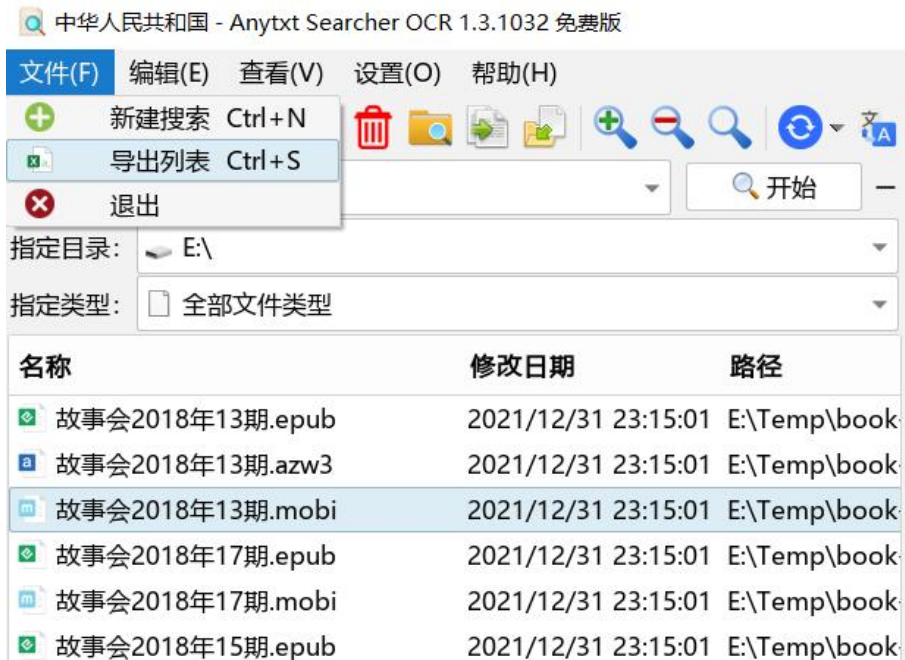 中华人民共和国 - Anytxt Searcher OCR 1.3.1032 免费版
文件(F) 编辑(E) 查看(V) 设置(O) 帮助(H)
新建搜索 Ctrl+N
导出列表 Ctrl+S
开始
退出
指定目录: E:\
指定类型: 全部文件类型
名称 修改日期 路径
故事会2018年13期.epub 2021/12/31 23:15:01 E:\Temp\book-
故事会2018年13期.azw3 2021/12/31 23:15:01 E:\Temp\book-
故事会2018年13期.mobi 2021/12/31 23:15:01 E:\Temp\book-
故事会2018年17期.epub 2021/12/31 23:15:01 E:\Temp\book-
故事会2018年17期.mobi 2021/12/31 23:15:01 E:\Temp\book-
故事会2018年15期.epub 2021/12/31 23:15:01 E:\Temp\book-